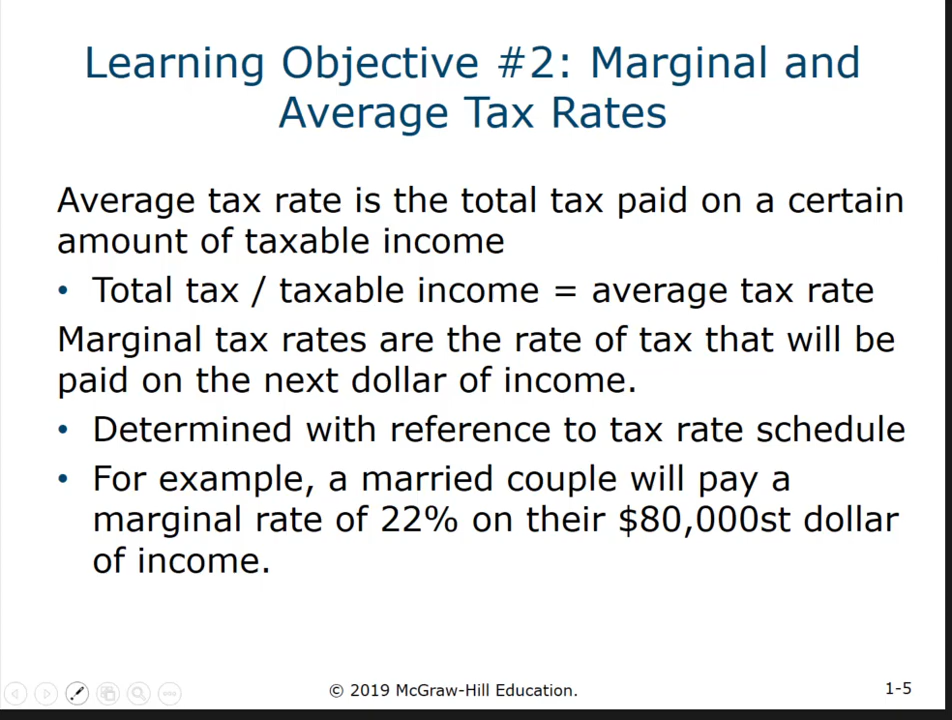 Learning Objective #2: Marginal and
Average Tax Rates
Average tax rate is the total tax paid on a certain
amount of taxable income
• Total tax / taxable income = average tax rate
Marginal tax rates are the rate of tax that will be
paid on the next dollar of income.
• Determined with reference to tax rate schedule
• For example, a married couple will pay a
marginal rate of 22% on their $80,000st dollar
of income.
© 2019 McGraw-Hill Education.
1-5